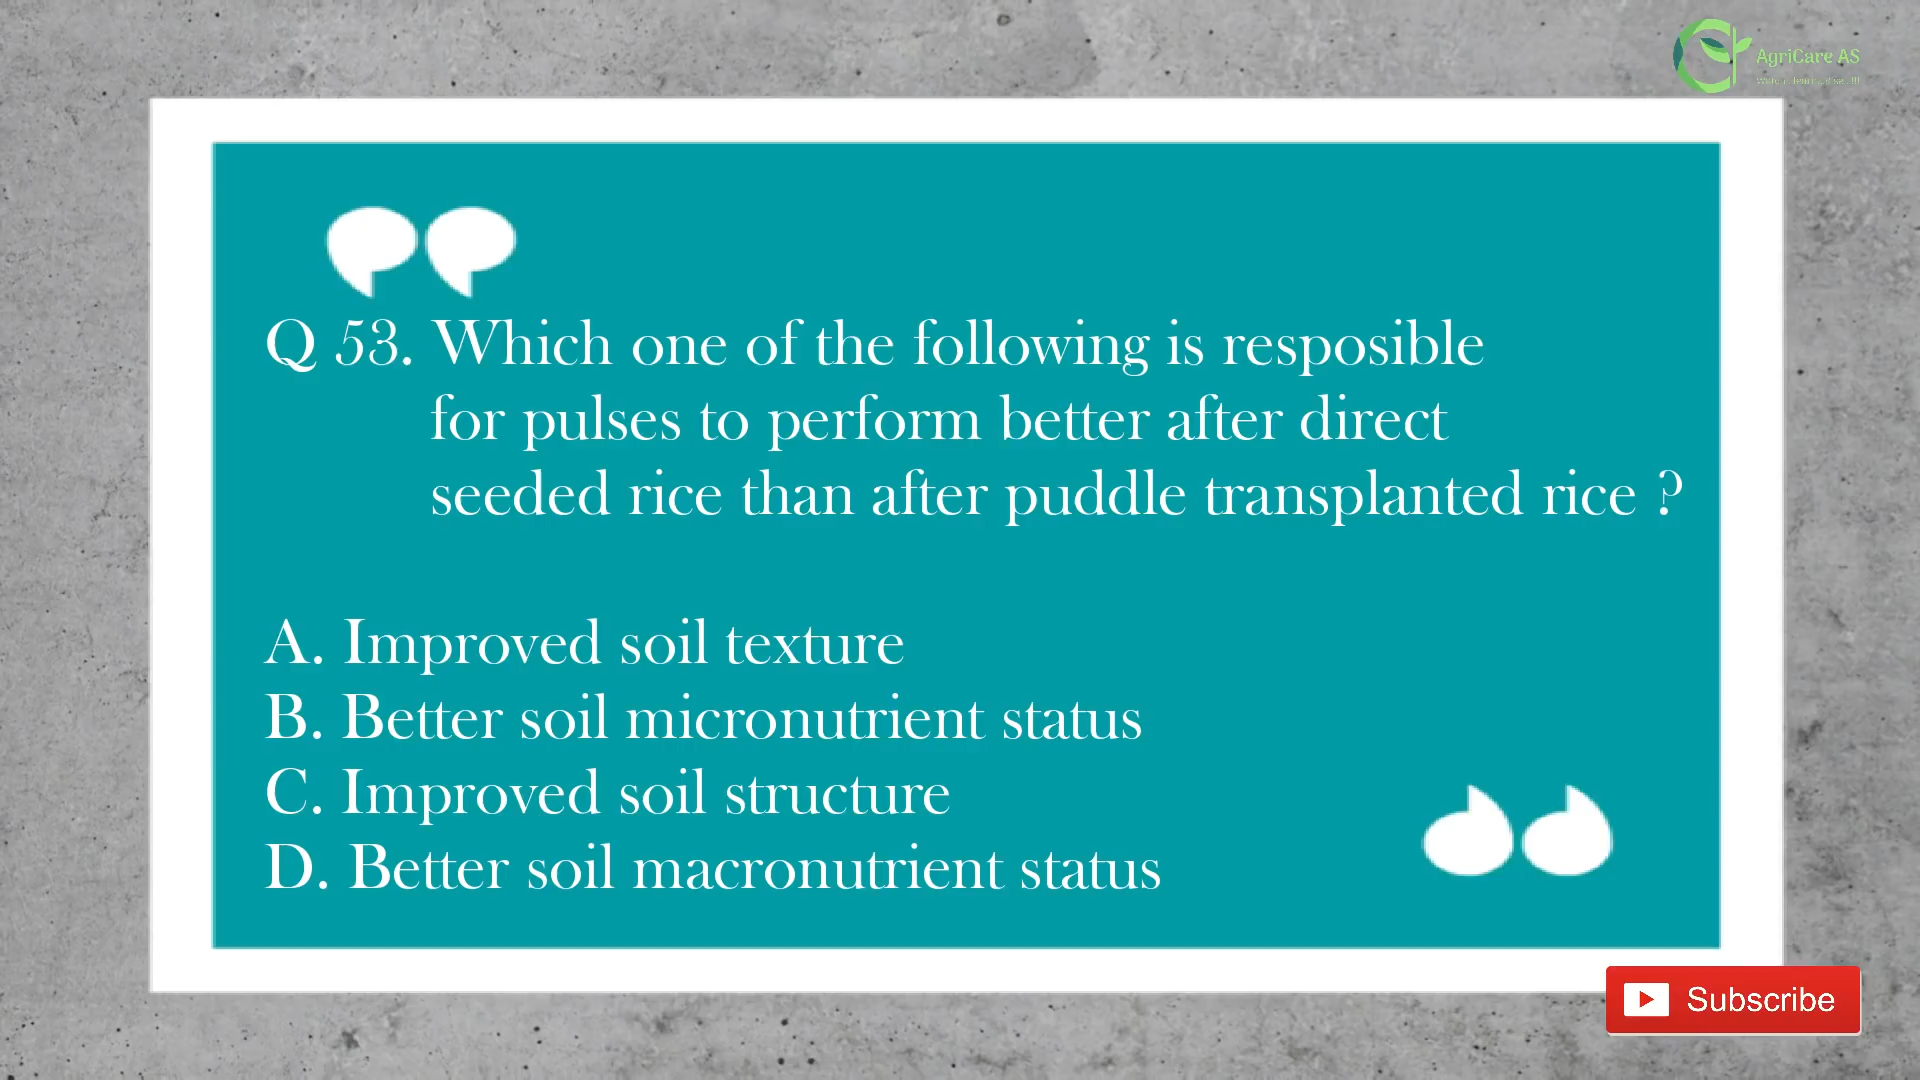 AgriCare AS
Q 53. Which one of the following is resposible
for pulses to perform better after direct
seeded rice than after puddle transplanted rice ?
A. Improved soil texture
B. Better soil micronutrient status
C. Improved soil structure
D. Better soil macronutrient status
Subscribe